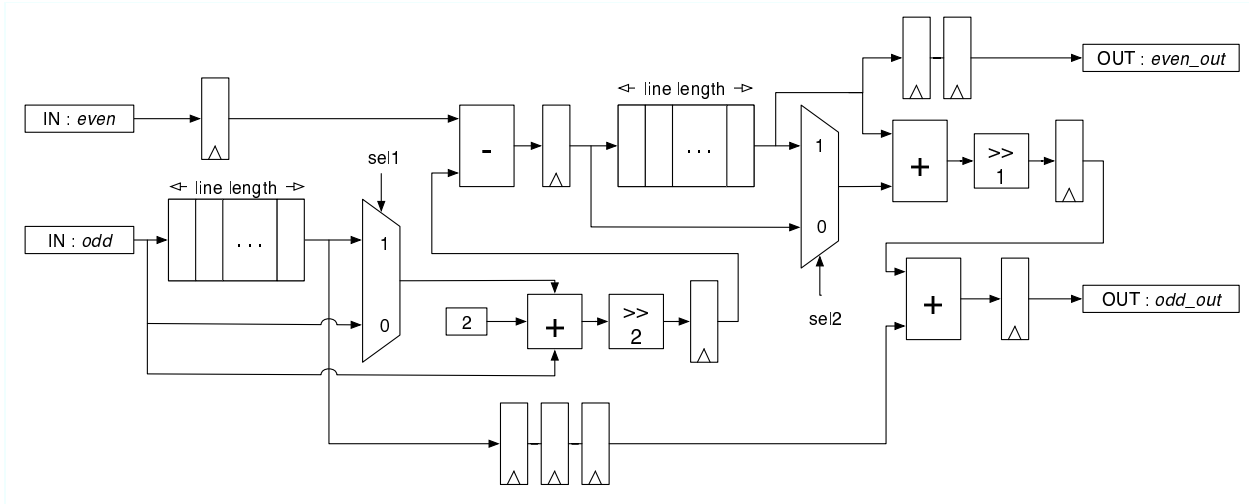 OUT : even_out
line length
IN : even
1
-
...
+
>>
1
sel1
line length
0
IN : odd
...
1
+
OUT : odd_out
2
+
>>
2
sel2
0